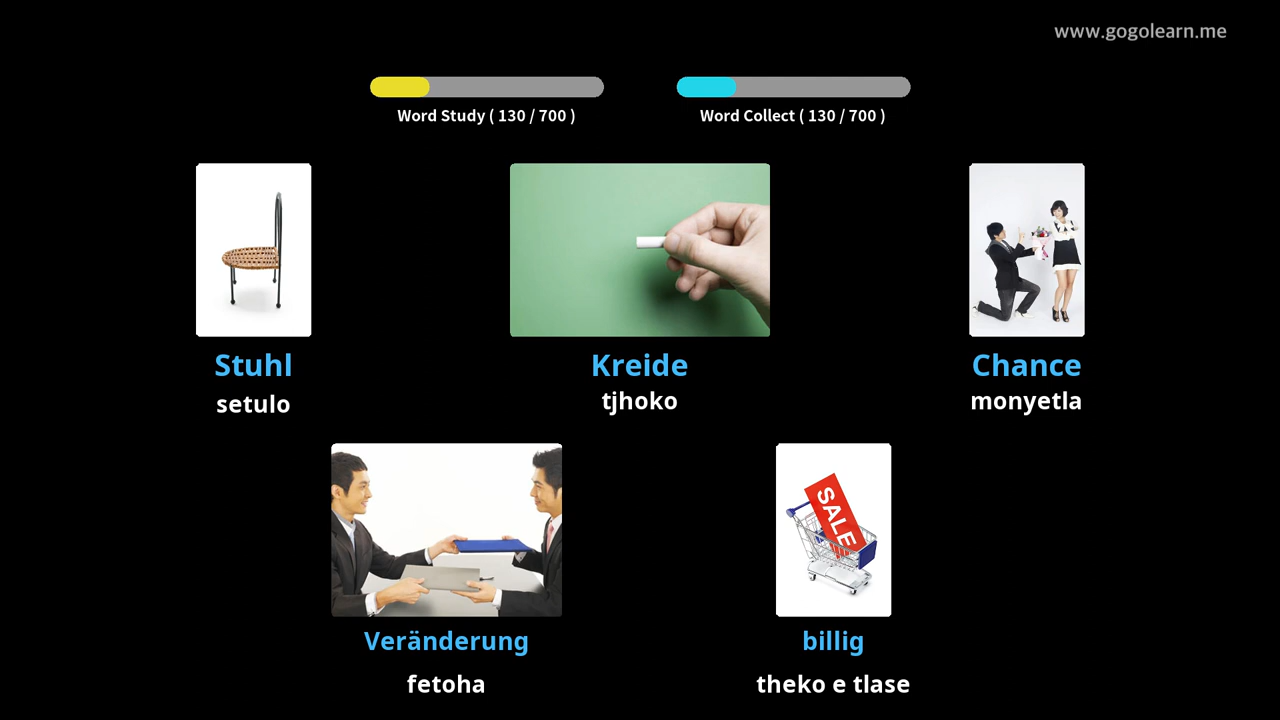 www.gogolearn.me
Word Study ( 130 / 700 )
Word Collect ( 130 / 700 )
Stuhl
setulo
Kreide
tjhoko
Chance
monyetla
SALE
Veränderung
fetoha
billig
theko e tlase